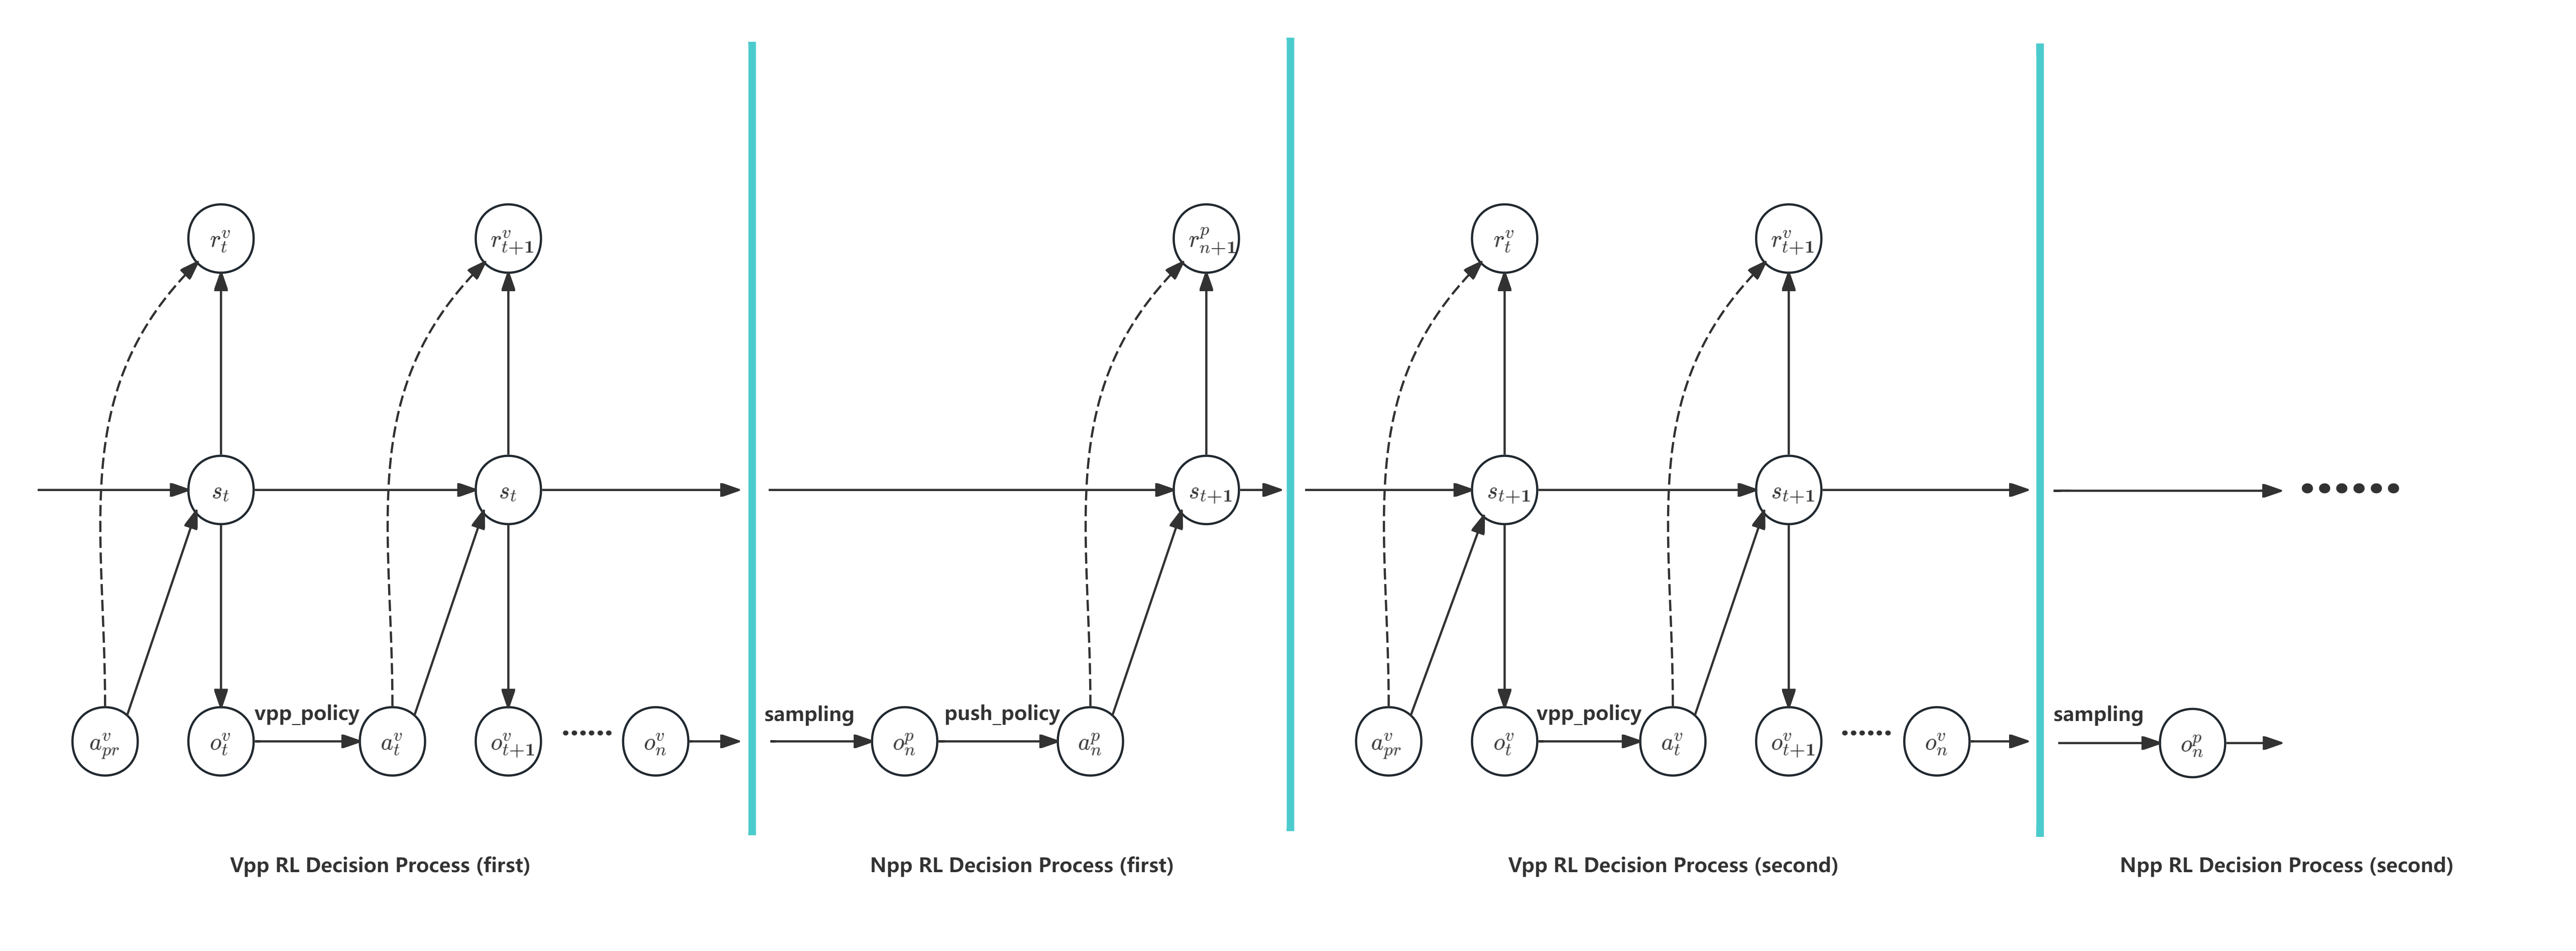 r_t^v r_{t+1}^v r_{n+1}^p r_t^v r_{t+1}^v
s_t s_t s_{t+1} s_{t+1} s_{t+1} ••••••
vpp_policy sampling push_policy vpp_policy sampling
a_{pr}^v o_t^v a_t^v o_{t+1}^v ...... o_n^v o_n^p a_n^p a_{pr}^v o_t^v a_t^v o_{t+1}^v ...... o_n^v o_n^p
Vpp RL Decision Process (first) Npp RL Decision Process (first) Vpp RL Decision Process (second) Npp RL Decision Process (second)